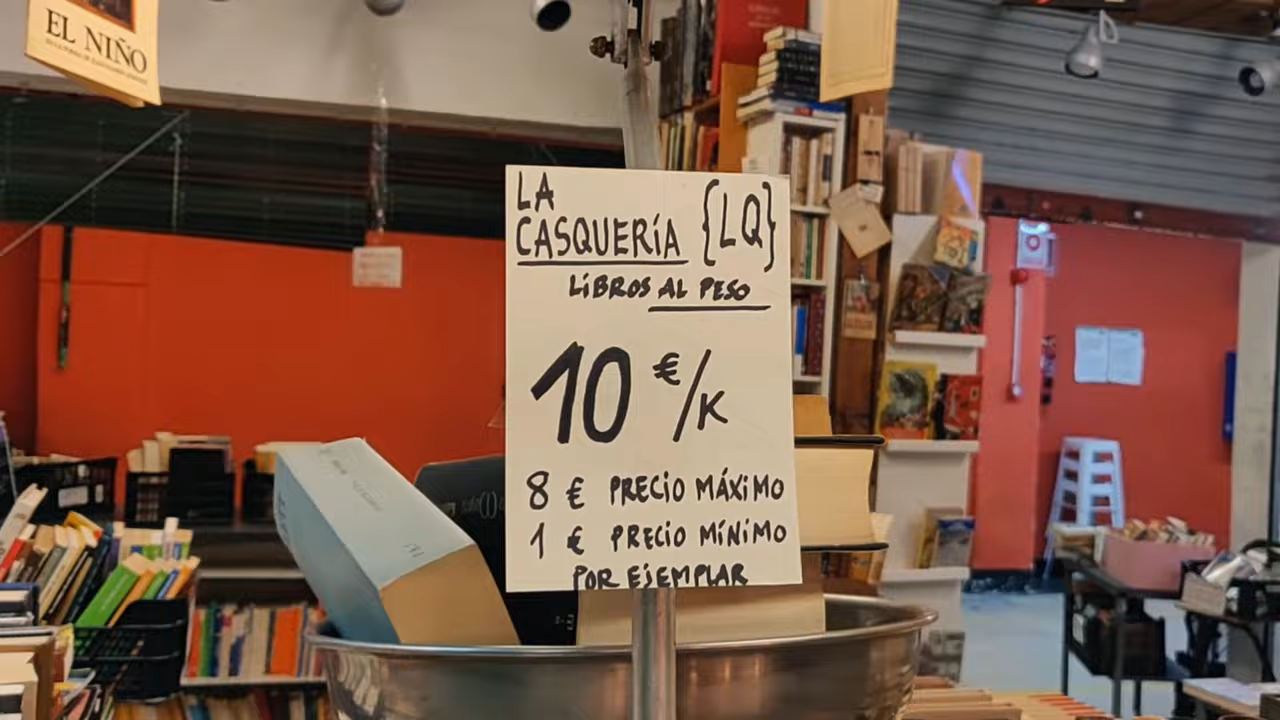 EL NIÑO
LA
CASQUERÍA {LQ}
LIBROS AL PESO
10 €/K
8 € PRECIO MÁXIMO
1 € PRECIO MÍNIMO
POR EJEMPLAR